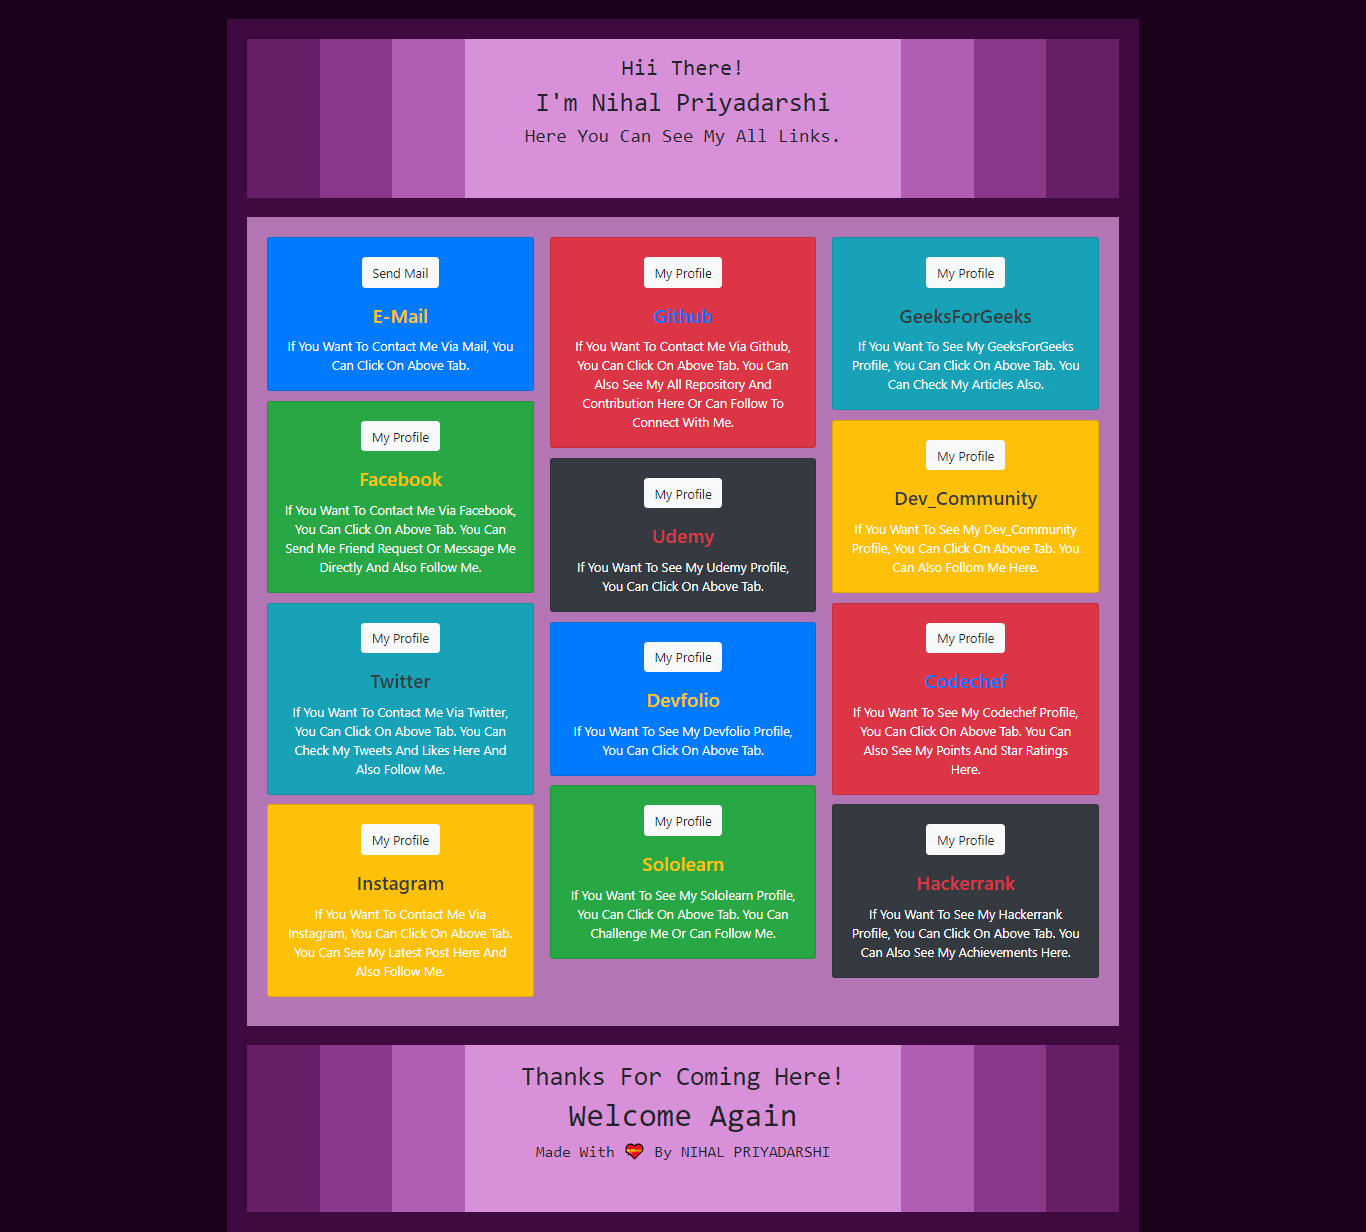 Hii There!
I'm Nihal Priyadarshi
Here You Can See My All Links.
Send Mail
E-Mail
If You Want To Contact Me Via Mail, You
Can Click On Above Tab.
My Profile
Facebook
If You Want To Contact Me Via Facebook,
You Can Click On Above Tab. You Can
Send Me Friend Request Or Message Me
Directly And Also Follow Me.
My Profile
Twitter
If You Want To Contact Me Via Twitter,
You Can Click On Above Tab. You Can
Check My Tweets And Likes Here And
Also Follow Me.
My Profile
Instagram
If You Want To Contact Me Via
Instagram, You Can Click On Above Tab.
You Can See My Latest Post Here And
Also Follow Me.
My Profile
Github
If You Want To Contact Me Via Github,
You Can Click On Above Tab. You Can
Also See My All Repository And
Contribution Here Or Can Follow To
Connect With Me.
My Profile
Udemy
If You Want To See My Udemy Profile,
You Can Click On Above Tab.
My Profile
Devfolio
If You Want To See My Devfolio Profile,
You Can Click On Above Tab.
My Profile
Sololearn
If You Want To See My Sololearn Profile,
You Can Click On Above Tab. You Can
Challenge Me Or Can Follow Me.
My Profile
GeeksForGeeks
If You Want To See My GeeksForGeeks
Profile, You Can Click On Above Tab. You
Can Check My Articles Also.
My Profile
Dev_Community
If You Want To See My Dev_Community
Profile, You Can Click On Above Tab. You
Can Also Follom Me Here.
My Profile
Codechef
If You Want To See My Codechef Profile,
You Can Click On Above Tab. You Can
Also See My Points And Star Ratings
Here.
My Profile
Hackerrank
If You Want To See My Hackerrank
Profile, You Can Click On Above Tab. You
Can Also See My Achievements Here.
Thanks For Coming Here!
Welcome Again
Made With 💝 By NIHAL PRIYADARSHI